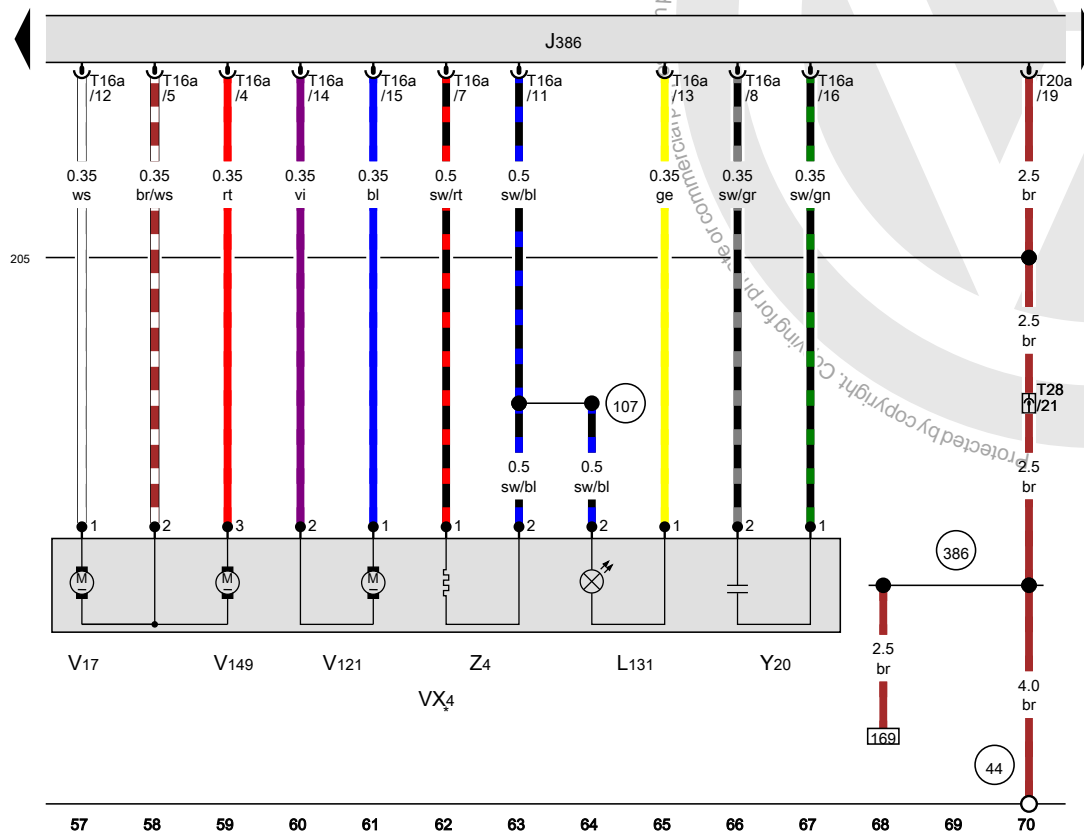 J386
T16a T16a T16a T16a T16a T16a T16a T16a T16a T16a T20a
/12 /5 /4 /14 /15 /7 /11 /13 /8 /16 /19
0.35 0.35 0.35 0.35 0.35 0.5 0.5 0.35 0.35 0.35 2.5
ws br/ws rt vi bl sw/rt sw/bl ge sw/gr sw/gn br
205
2.5
br
T28
/21
107
0.5 0.5 2.5
sw/bl sw/bl br
1 2 3 2 1 1 2 2 1 2 1
386
M M M
V17 V149 V121 Z4 L131 Y20
2.5
br
VX4
*
4.0
br
169
44
57 58 59 60 61 62 63 64 65 66 67 68 69 70
Protected by copyright. Copying for private or commercial